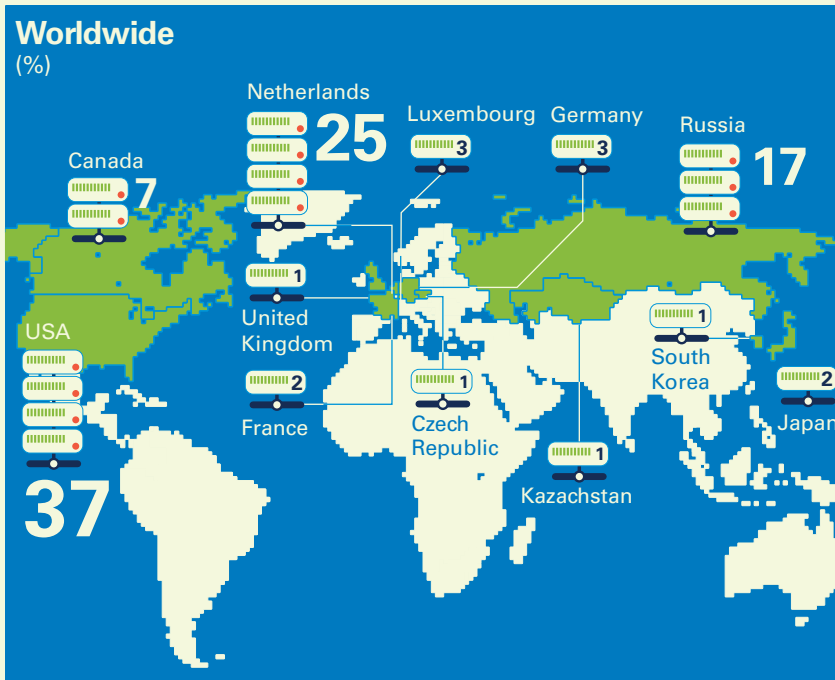 Worldwide
(%)
Netherlands
25
Luxembourg
3
Germany
3
Russia
17
Canada
7
1
United
Kingdom
USA
37
2
France
1
Czech
Republic
1
Kazachstan
1
South
Korea
2
Japan